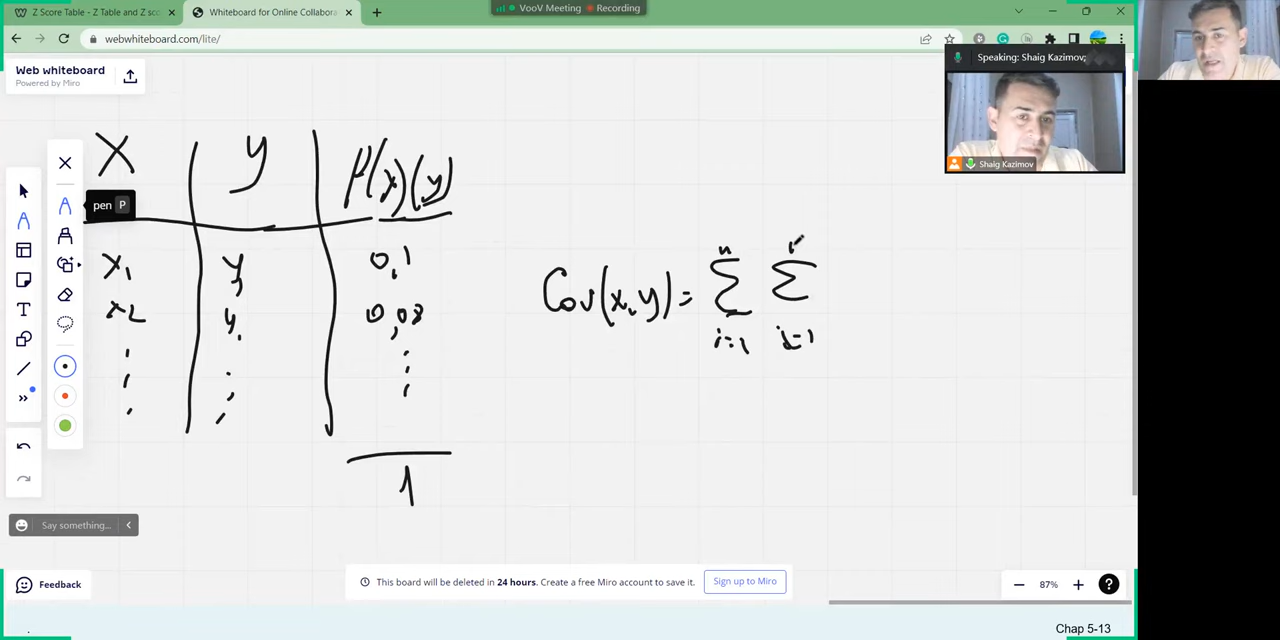 Z Score Table - Z Table and Z sco
Whiteboard for Online Collabora
VooV Meeting Recording
webwhiteboard.com/lite/
Web whiteboard
Powered by Miro
Speaking: Shaig Kazimov;
Shaig Kazimov
pen P
X y P(x)(y)
x1 y 0,1
x2 y 0,08
1
Cov(x,y)= Σ Σ
n
i=1 j=1
Say something...
Feedback
This board will be deleted in 24 hours. Create a free Miro account to save it.
Sign up to Miro
87%
Chap 5-13